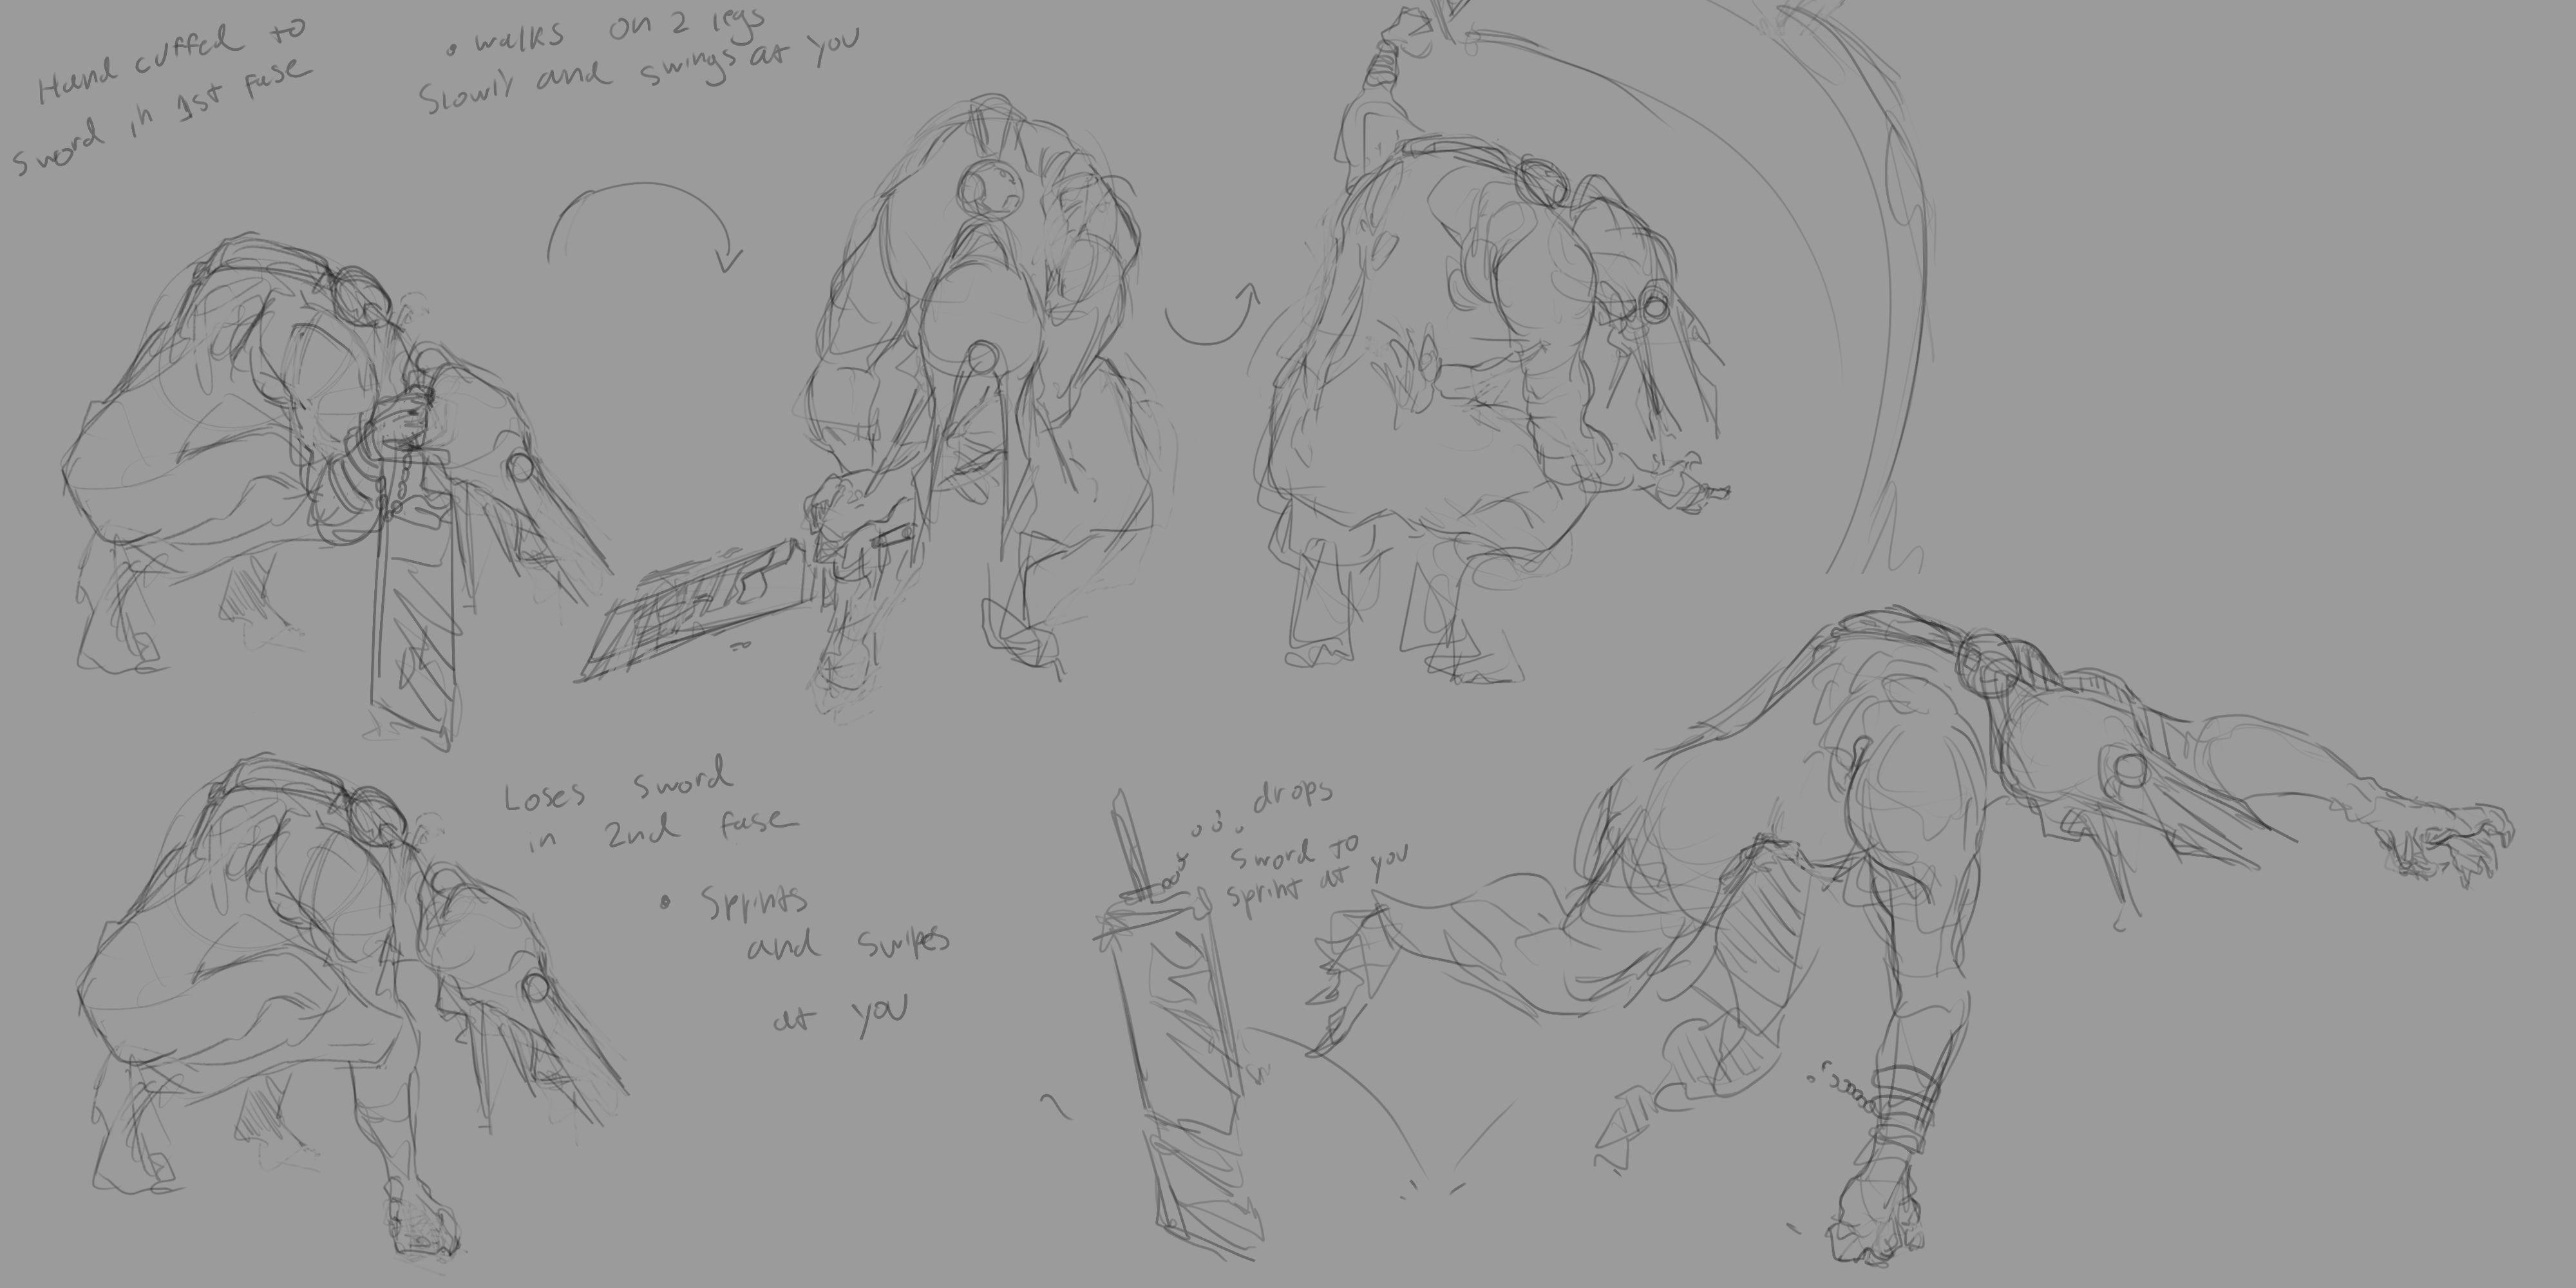 Hand cuffed to
sword in 1st fase
• walks on 2 legs
Slowly and swings at you
Loses sword
in 2nd fase
• Sprints
and swipes
at you
drops
sword to
sprint at you